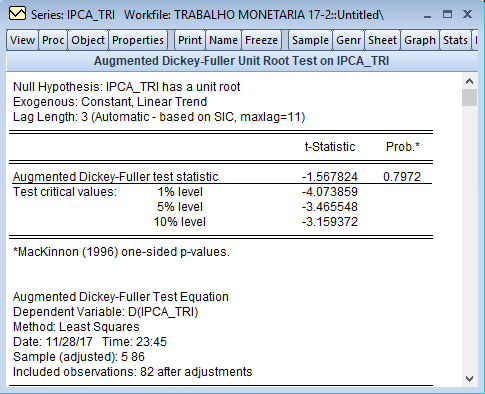 Series: IPCA_TRI Workfile: TRABALHO MONETARIA 17-2::Untitled\
View Proc Object Properties Print Name Freeze Sample Genr Sheet Graph Stats
Augmented Dickey-Fuller Unit Root Test on IPCA_TRI
Null Hypothesis: IPCA_TRI has a unit root
Exogenous: Constant, Linear Trend
Lag Length: 3 (Automatic - based on SIC, maxlag=11)
t-Statistic Prob.*
Augmented Dickey-Fuller test statistic -1.567824 0.7972
Test critical values: 1% level -4.073859
5% level -3.465548
10% level -3.159372
*MacKinnon (1996) one-sided p-values.
Augmented Dickey-Fuller Test Equation
Dependent Variable: D(IPCA_TRI)
Method: Least Squares
Date: 11/28/17 Time: 23:45
Sample (adjusted): 5 86
Included observations: 82 after adjustments